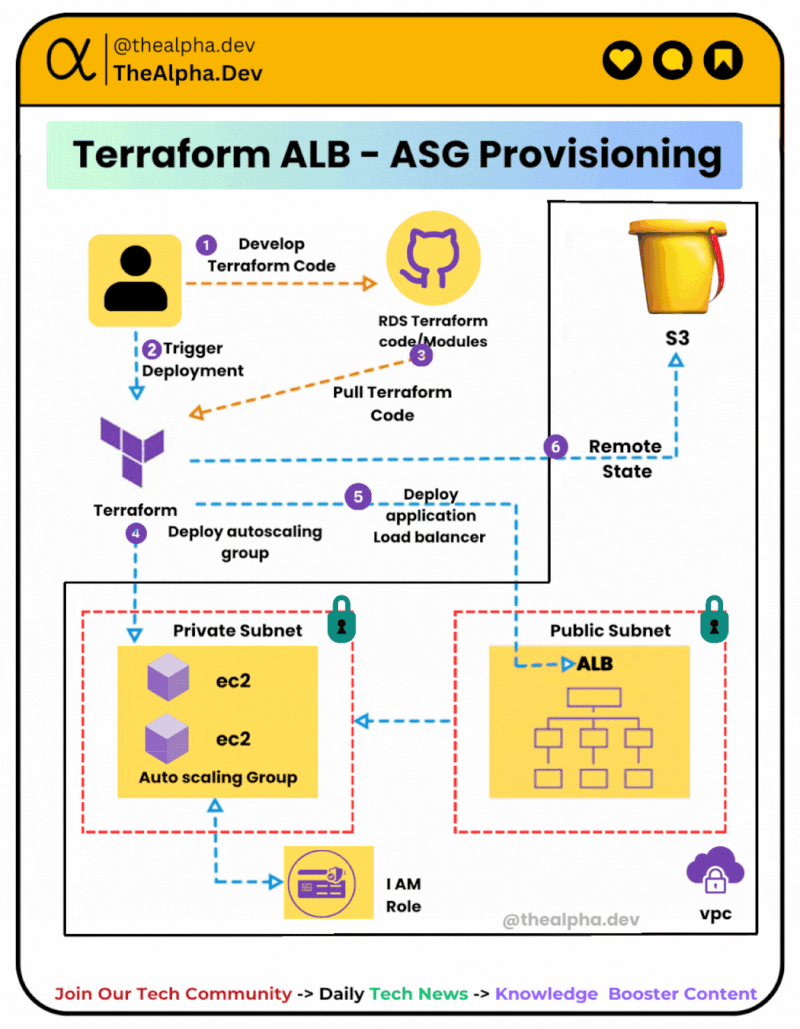 @thealpha.dev
TheAlpha.Dev
Terraform ALB - ASG Provisioning
1 Develop
Terraform Code
RDS Terraform
code/Modules
S3
2 Trigger
Deployment
3
Pull Terraform
Code
6 Remote
State
Terraform
5 Deploy
application
Load balancer
4 Deploy autoscaling
group
Private Subnet
ec2
ec2
Auto scaling Group
Public Subnet
ALB
I AM
Role
vpc
@thealpha.dev
Join Our Tech Community -> Daily Tech News -> Knowledge Booster Content